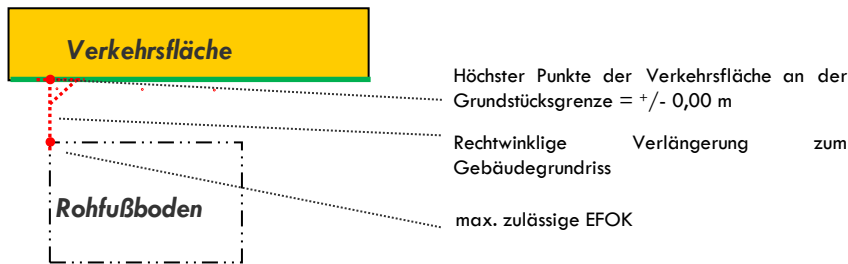 Verkehrsfläche
Höchster Punkte der Verkehrsfläche an der
Grundstücksgrenze = +/- 0,00 m
Rechtwinklige Verlängerung zum
Gebäudegrundriss
Rohfußboden
max. zulässige EFOK